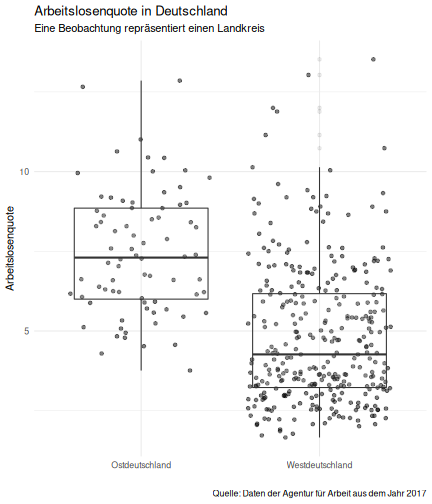 Arbeitslosenquote in Deutschland
Eine Beobachtung repräsentiert einen Landkreis
Arbeitslosenquote
10
5
Ostdeutschland
Westdeutschland
Quelle: Daten der Agentur für Arbeit aus dem Jahr 2017